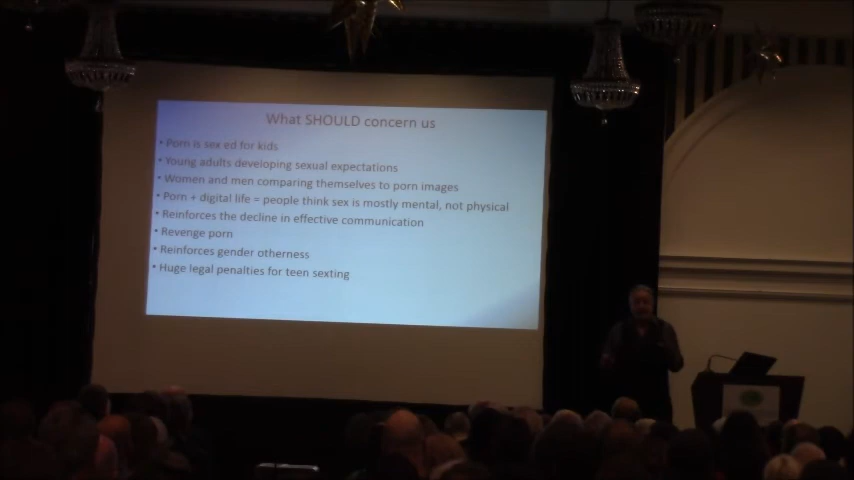 What SHOULD concern us
• Porn is sex ed for kids
• Young adults developing sexual expectations
• Women and men comparing themselves to porn images
• Porn + digital life = people think sex is mostly mental, not physical
• Reinforces the decline in effective communication
• Revenge porn
• Reinforces gender otherness
• Huge legal penalties for teen sexting